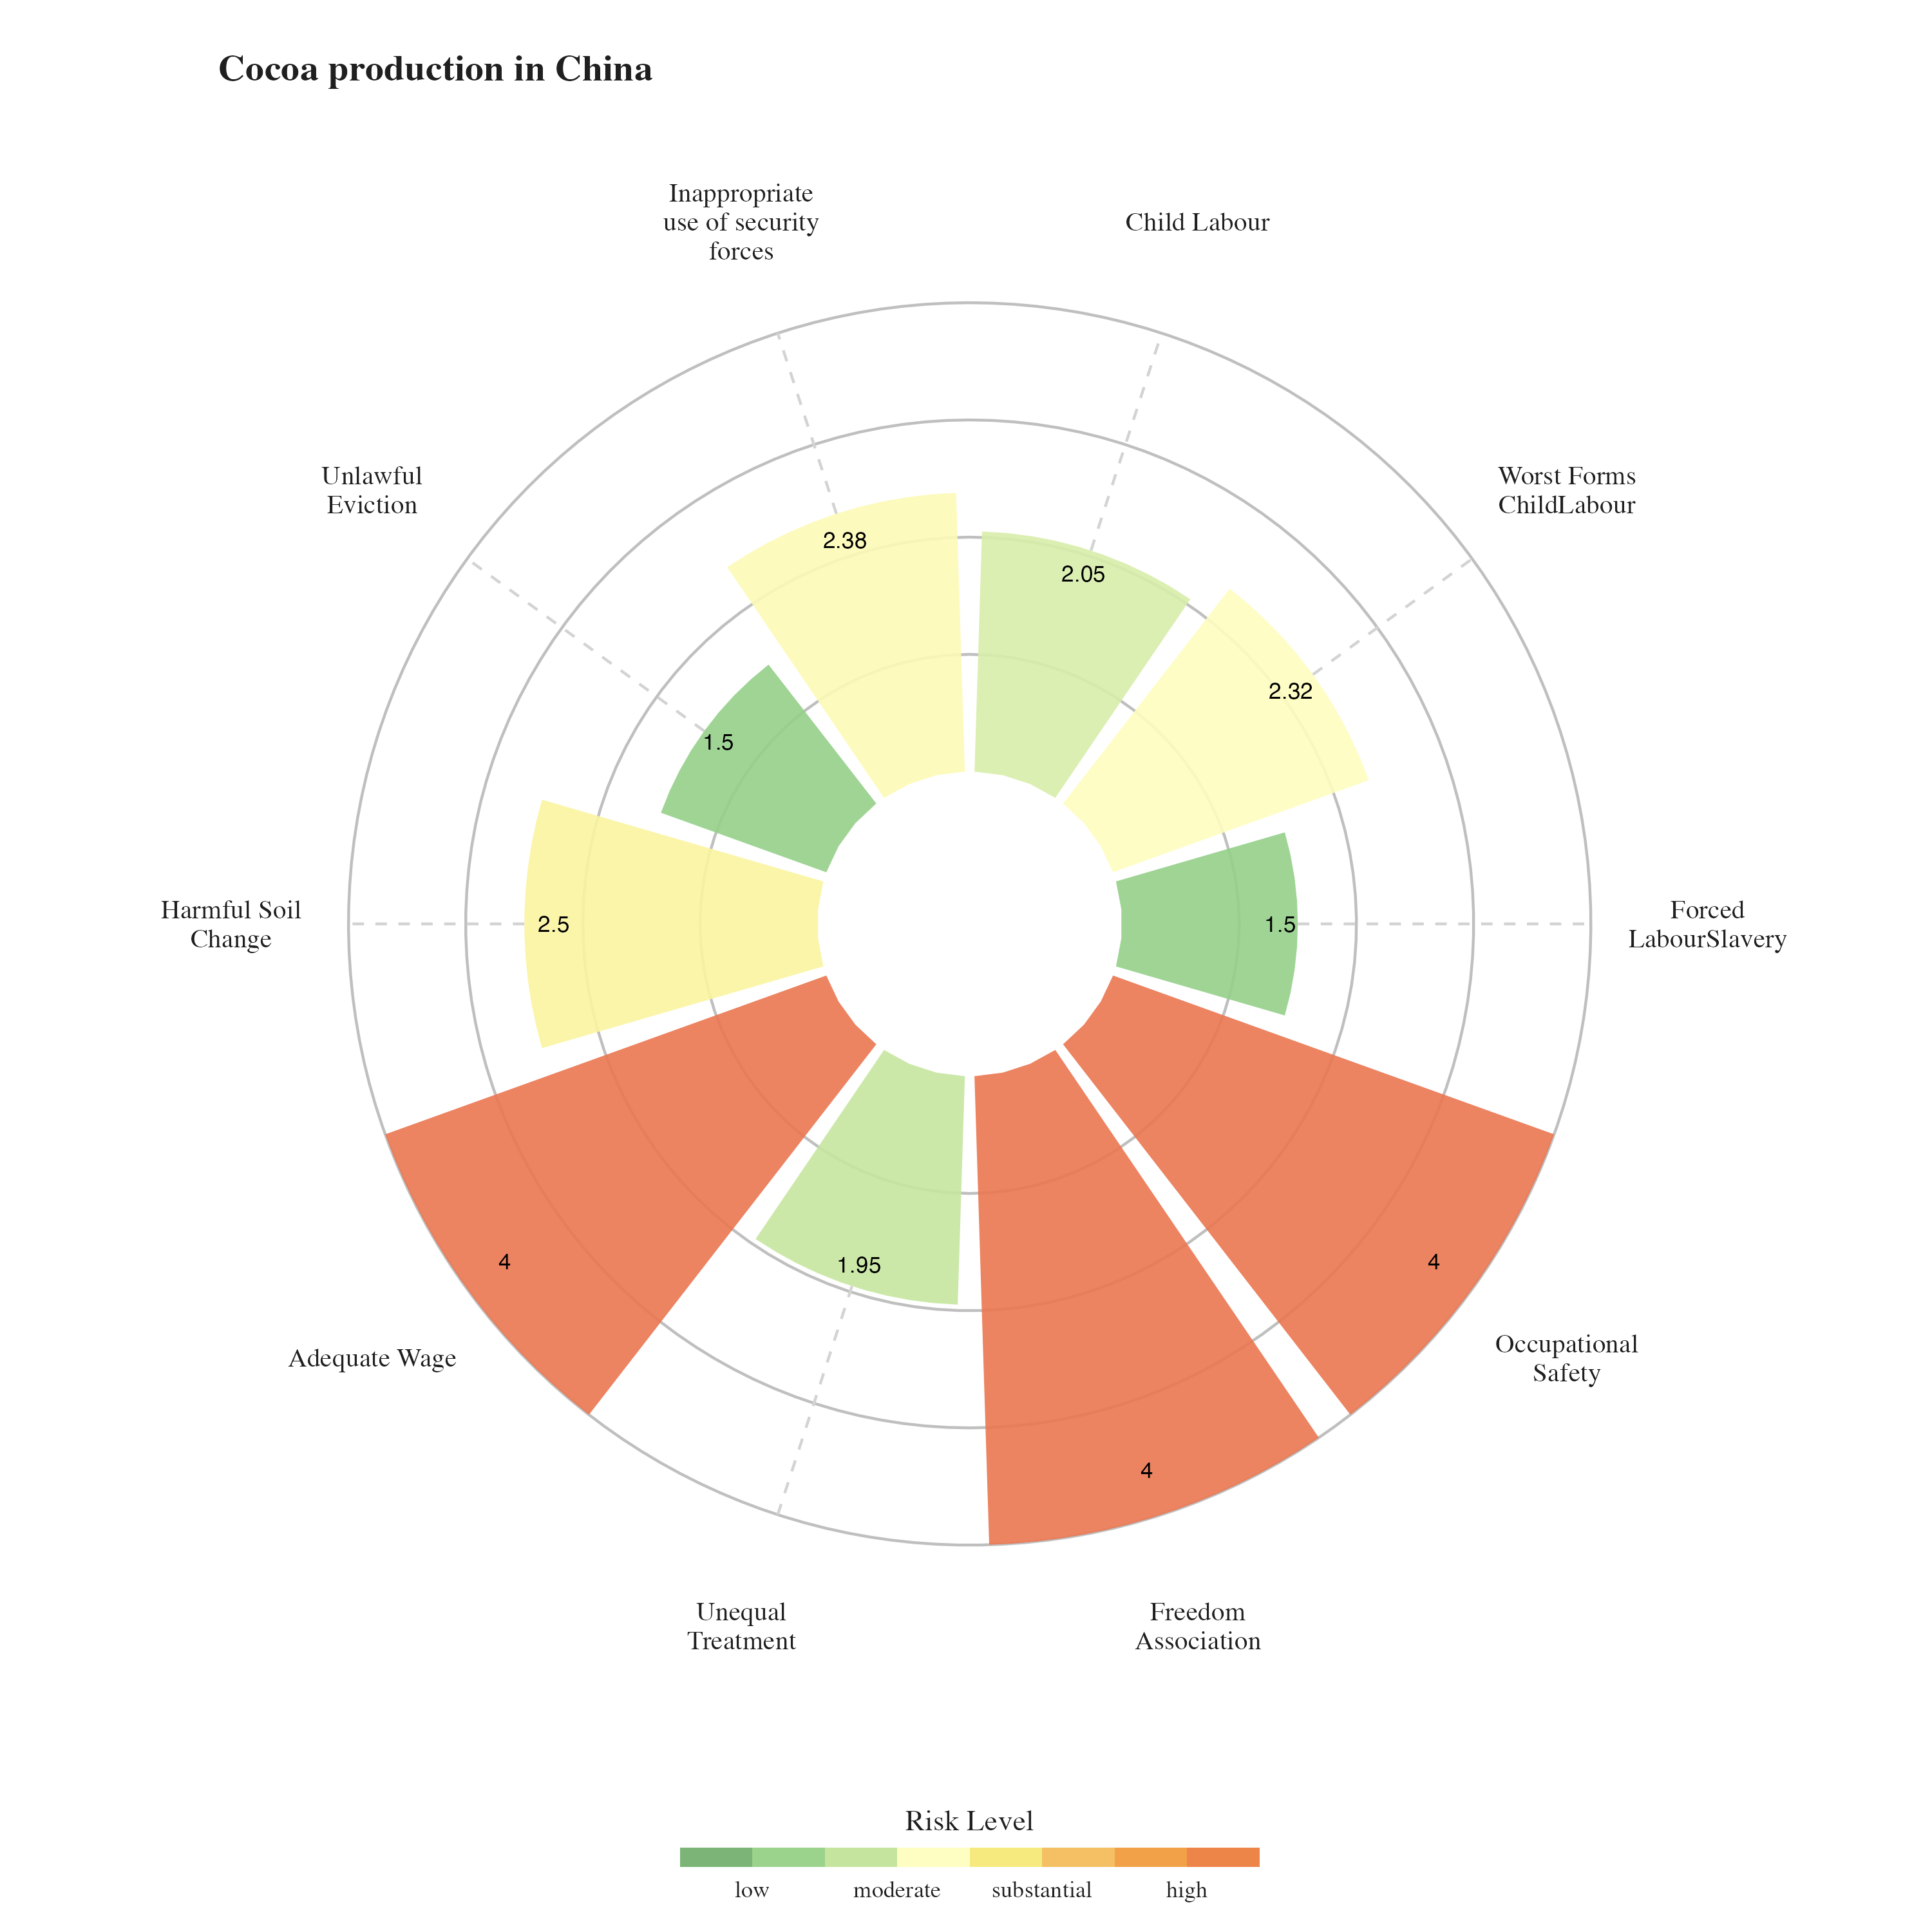 Cocoa production in China
Inappropriate
use of security
forces
Child Labour
Unlawful
Eviction
Worst Forms
ChildLabour
2.38
2.05
2.32
1.5
Harmful Soil
Change
2.5
1.5
Forced
LabourSlavery
4
1.95
4
Adequate Wage
Occupational
Safety
4
Unequal
Treatment
Freedom
Association
Risk Level
low moderate substantial high